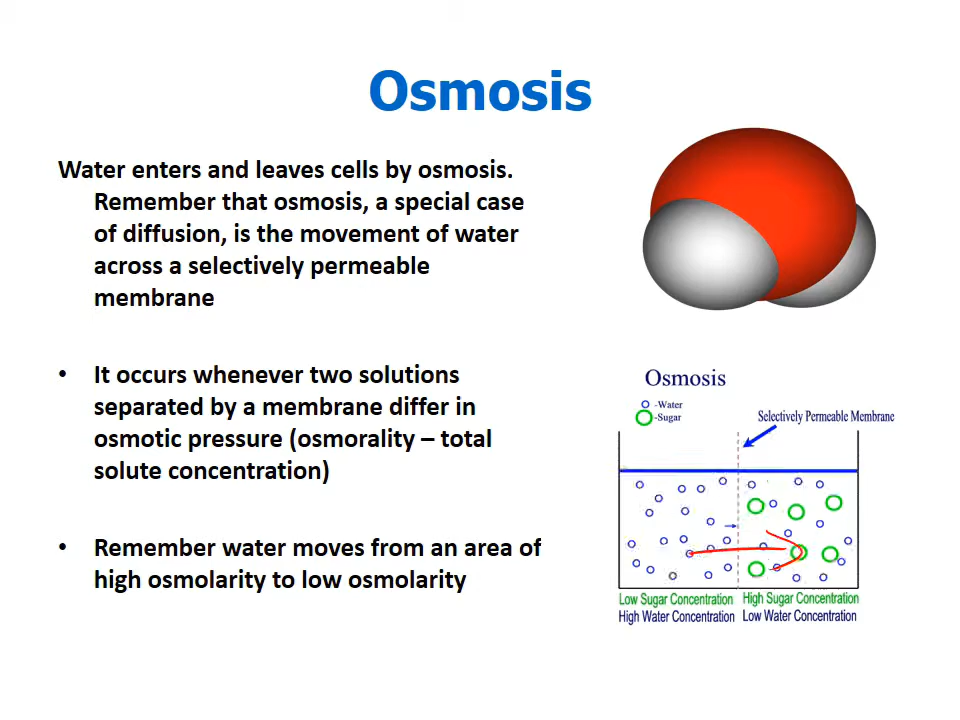 Osmosis
Water enters and leaves cells by osmosis.
Remember that osmosis, a special case
of diffusion, is the movement of water
across a selectively permeable
membrane
• It occurs whenever two solutions
separated by a membrane differ in
osmotic pressure (osmorality – total
solute concentration)
• Remember water moves from an area of
high osmolarity to low osmolarity
Osmosis
-Water
-Sugar
Selectively Permeable Membrane
Low Sugar Concentration
High Water Concentration
High Sugar Concentration
Low Water Concentration